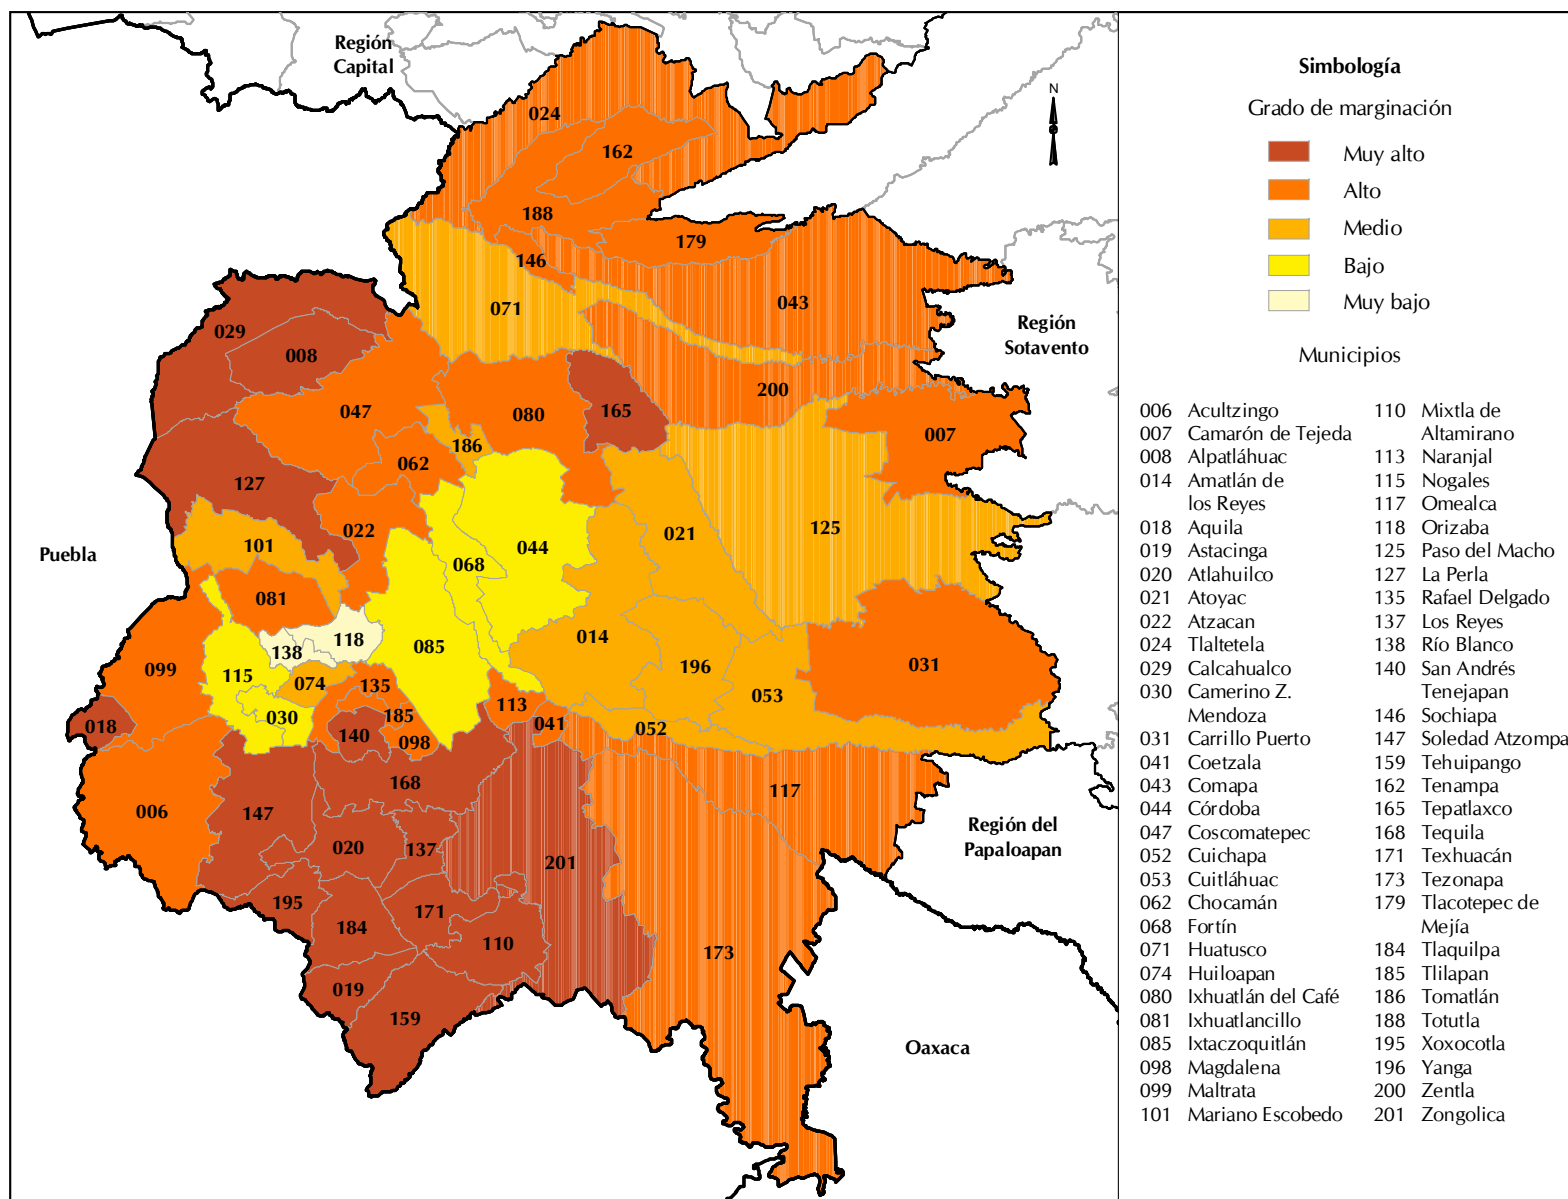 Región
Capital
024
162
188
179
146
043
071
Región
Sotavento
029
008
200
047
080
165
007
186
062
127
022
125
021
101
044
068
Puebla
081
118
138
014
085
031
099
115
196
074
135
053
113
030
185
018
041
052
140
098
168
117
006
147
Región del
Papaloapan
020
137
201
195
171
184
110
173
019
159
Oaxaca
N
Simbología
Grado de marginación
Muy alto
Alto
Medio
Bajo
Muy bajo
Municipios
006 Acultzingo
007 Camarón de Tejeda
008 Alpatláhuac
014 Amatlán de
los Reyes
018 Aquila
019 Astacinga
020 Atlahuilco
021 Atoyac
022 Atzacan
024 Tlaltetela
029 Calcahualco
030 Camerino Z.
Mendoza
031 Carrillo Puerto
041 Coetzala
043 Comapa
044 Córdoba
047 Coscomatepec
052 Cuichapa
053 Cuitláhuac
062 Chocamán
068 Fortín
071 Huatusco
074 Huiloapan
080 Ixhuatlán del Café
081 Ixhuatlancillo
085 Ixtaczoquitlán
098 Magdalena
099 Maltrata
101 Mariano Escobedo
110 Mixtla de
Altamirano
113 Naranjal
115 Nogales
117 Omealca
118 Orizaba
125 Paso del Macho
127 La Perla
135 Rafael Delgado
137 Los Reyes
138 Río Blanco
140 San Andrés
Tenejapan
146 Sochiapa
147 Soledad Atzompa
159 Tehuipango
162 Tenampa
165 Tepatlaxco
168 Tequila
171 Texhuacán
173 Tezonapa
179 Tlacotepec de
Mejía
184 Tlaquilpa
185 Tlilapan
186 Tomatlán
188 Totutla
195 Xoxocotla
196 Yanga
200 Zentla
201 Zongolica